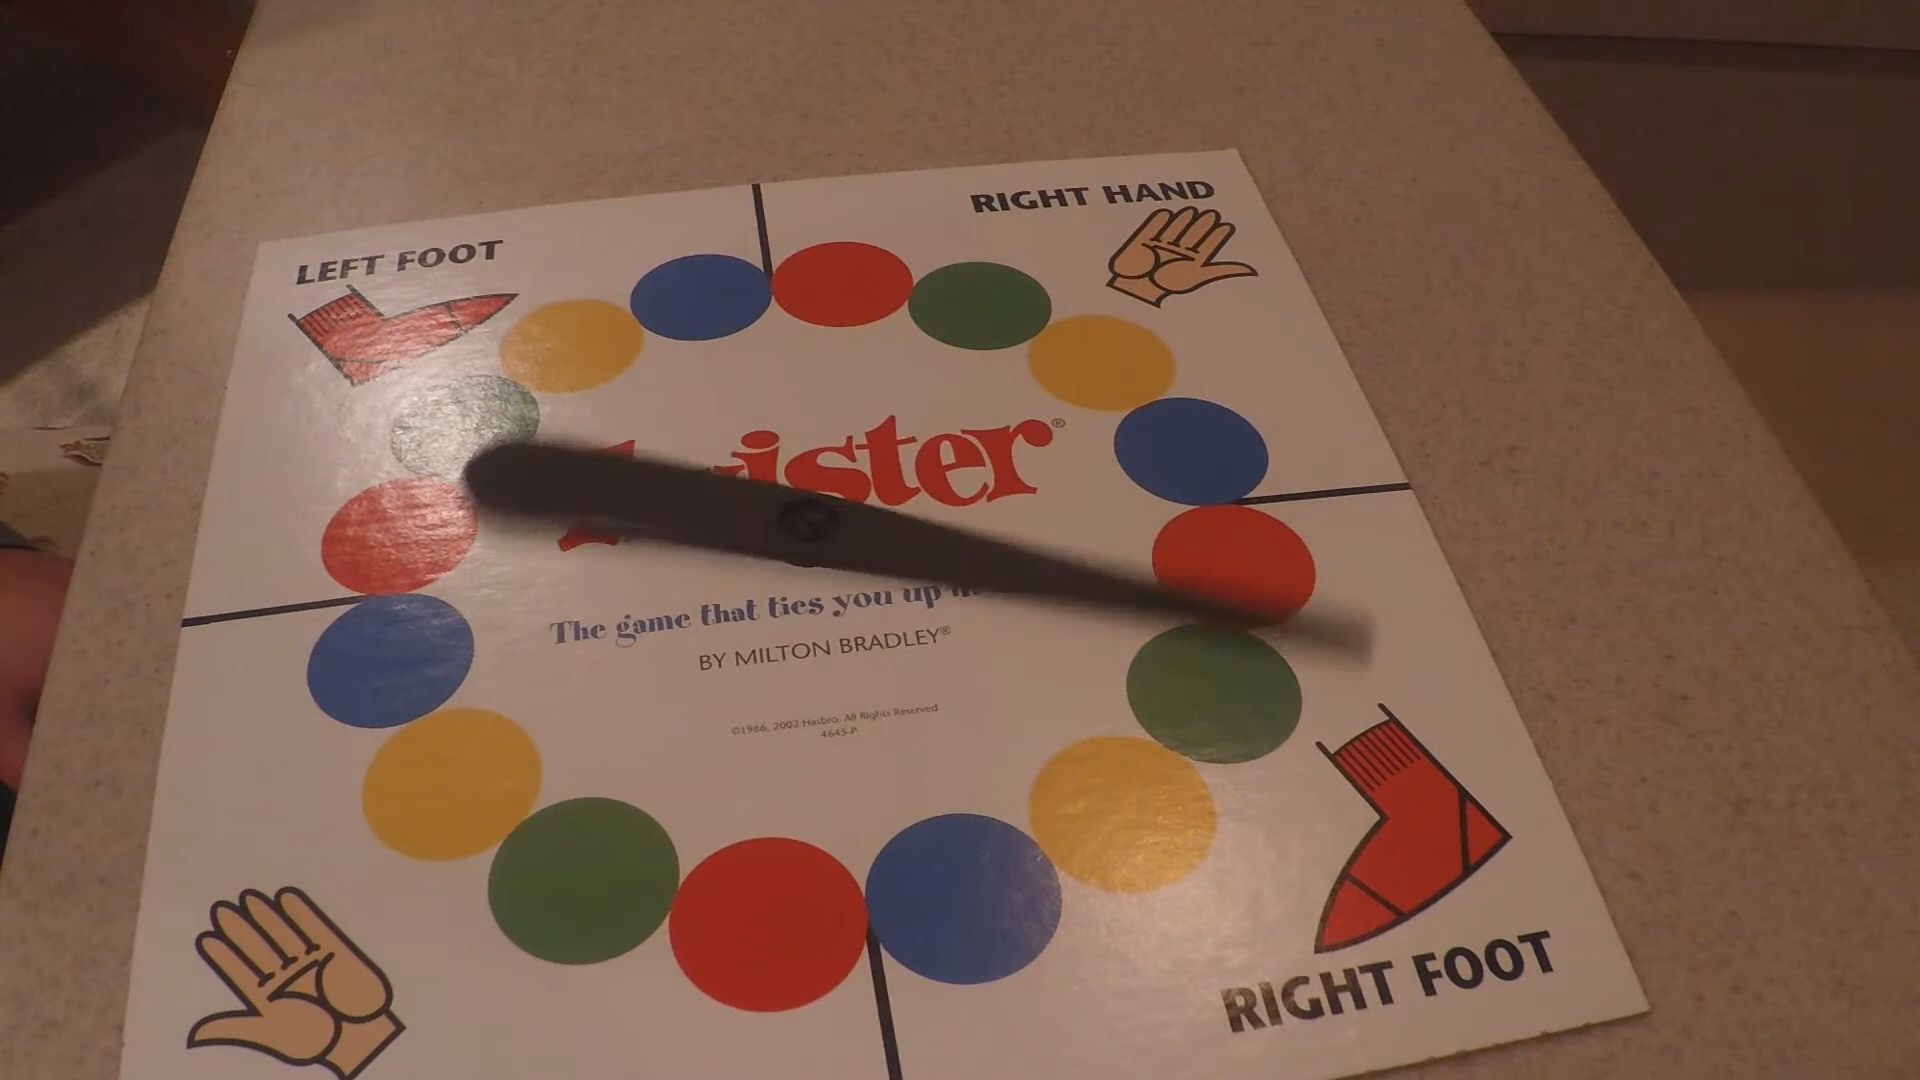 RIGHT HAND
LEFT FOOT
ister®
The game that ties you up
BY MILTON BRADLEY®
©1966, 2002 Hasbro. All Rights Reserved
4645-P
RIGHT FOOT